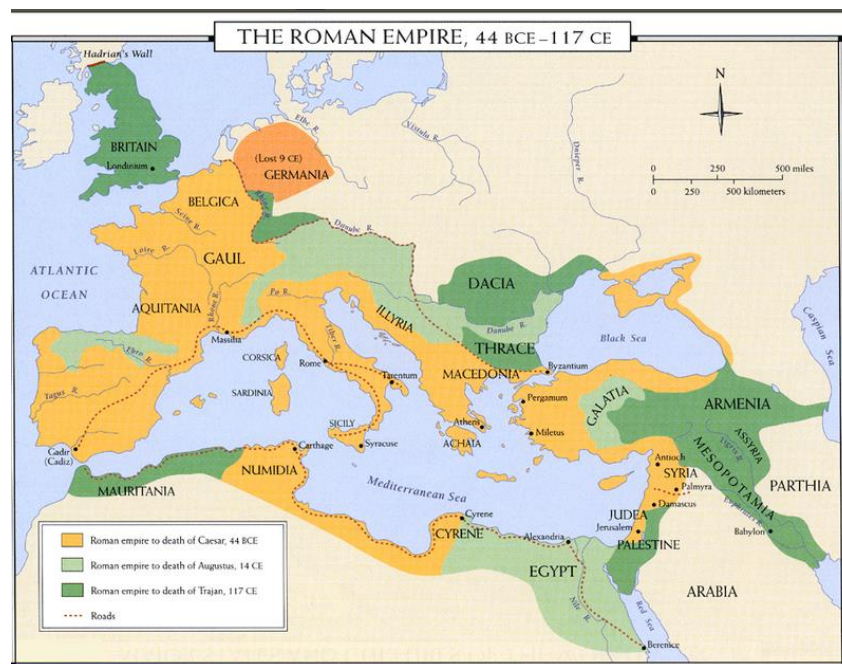 THE ROMAN EMPIRE, 44 BCE–117 CE
Hadrian's Wall
BRITAIN
Londinium
(Lost 9 CE)
GERMANIA
Elbe R.
Vistula R.
Dnieper R.
N
0 250 500 miles
0 250 500 kilometers
BELGICA
Seine R.
Loire R.
GAUL
Danube R.
ATLANTIC
OCEAN
AQUITANIA
Rhone R.
Po R.
ILLYRIA
DACIA
Danube R.
THRACE
Black Sea
Caspian Sea
Massilia
Ebro R.
Tagus R.
CORSICA
Tiber R.
Rome
SARDINIA
Tarentum
MACEDONIA
Byzantium
Pergamum
GALATIA
ARMENIA
Athens
Miletus
ACHAIA
SICILY
Syracuse
Gadir
(Cadiz)
Carthage
MAURITANIA
NUMIDIA
Mediterranean Sea
Antioch
SYRIA
Palmyra
ASSYRIA
Tigris R.
MESOPOTAMIA
Euphrates R.
PARTHIA
Damascus
JUDEA
Jerusalem
PALESTINE
Babylon
Cyrene
CYRENE
Alexandria
EGYPT
Nile R.
Red Sea
ARABIA
Berenice
Roman empire to death of Caesar, 44 BCE
Roman empire to death of Augustus, 14 CE
Roman empire to death of Trajan, 117 CE
Roads